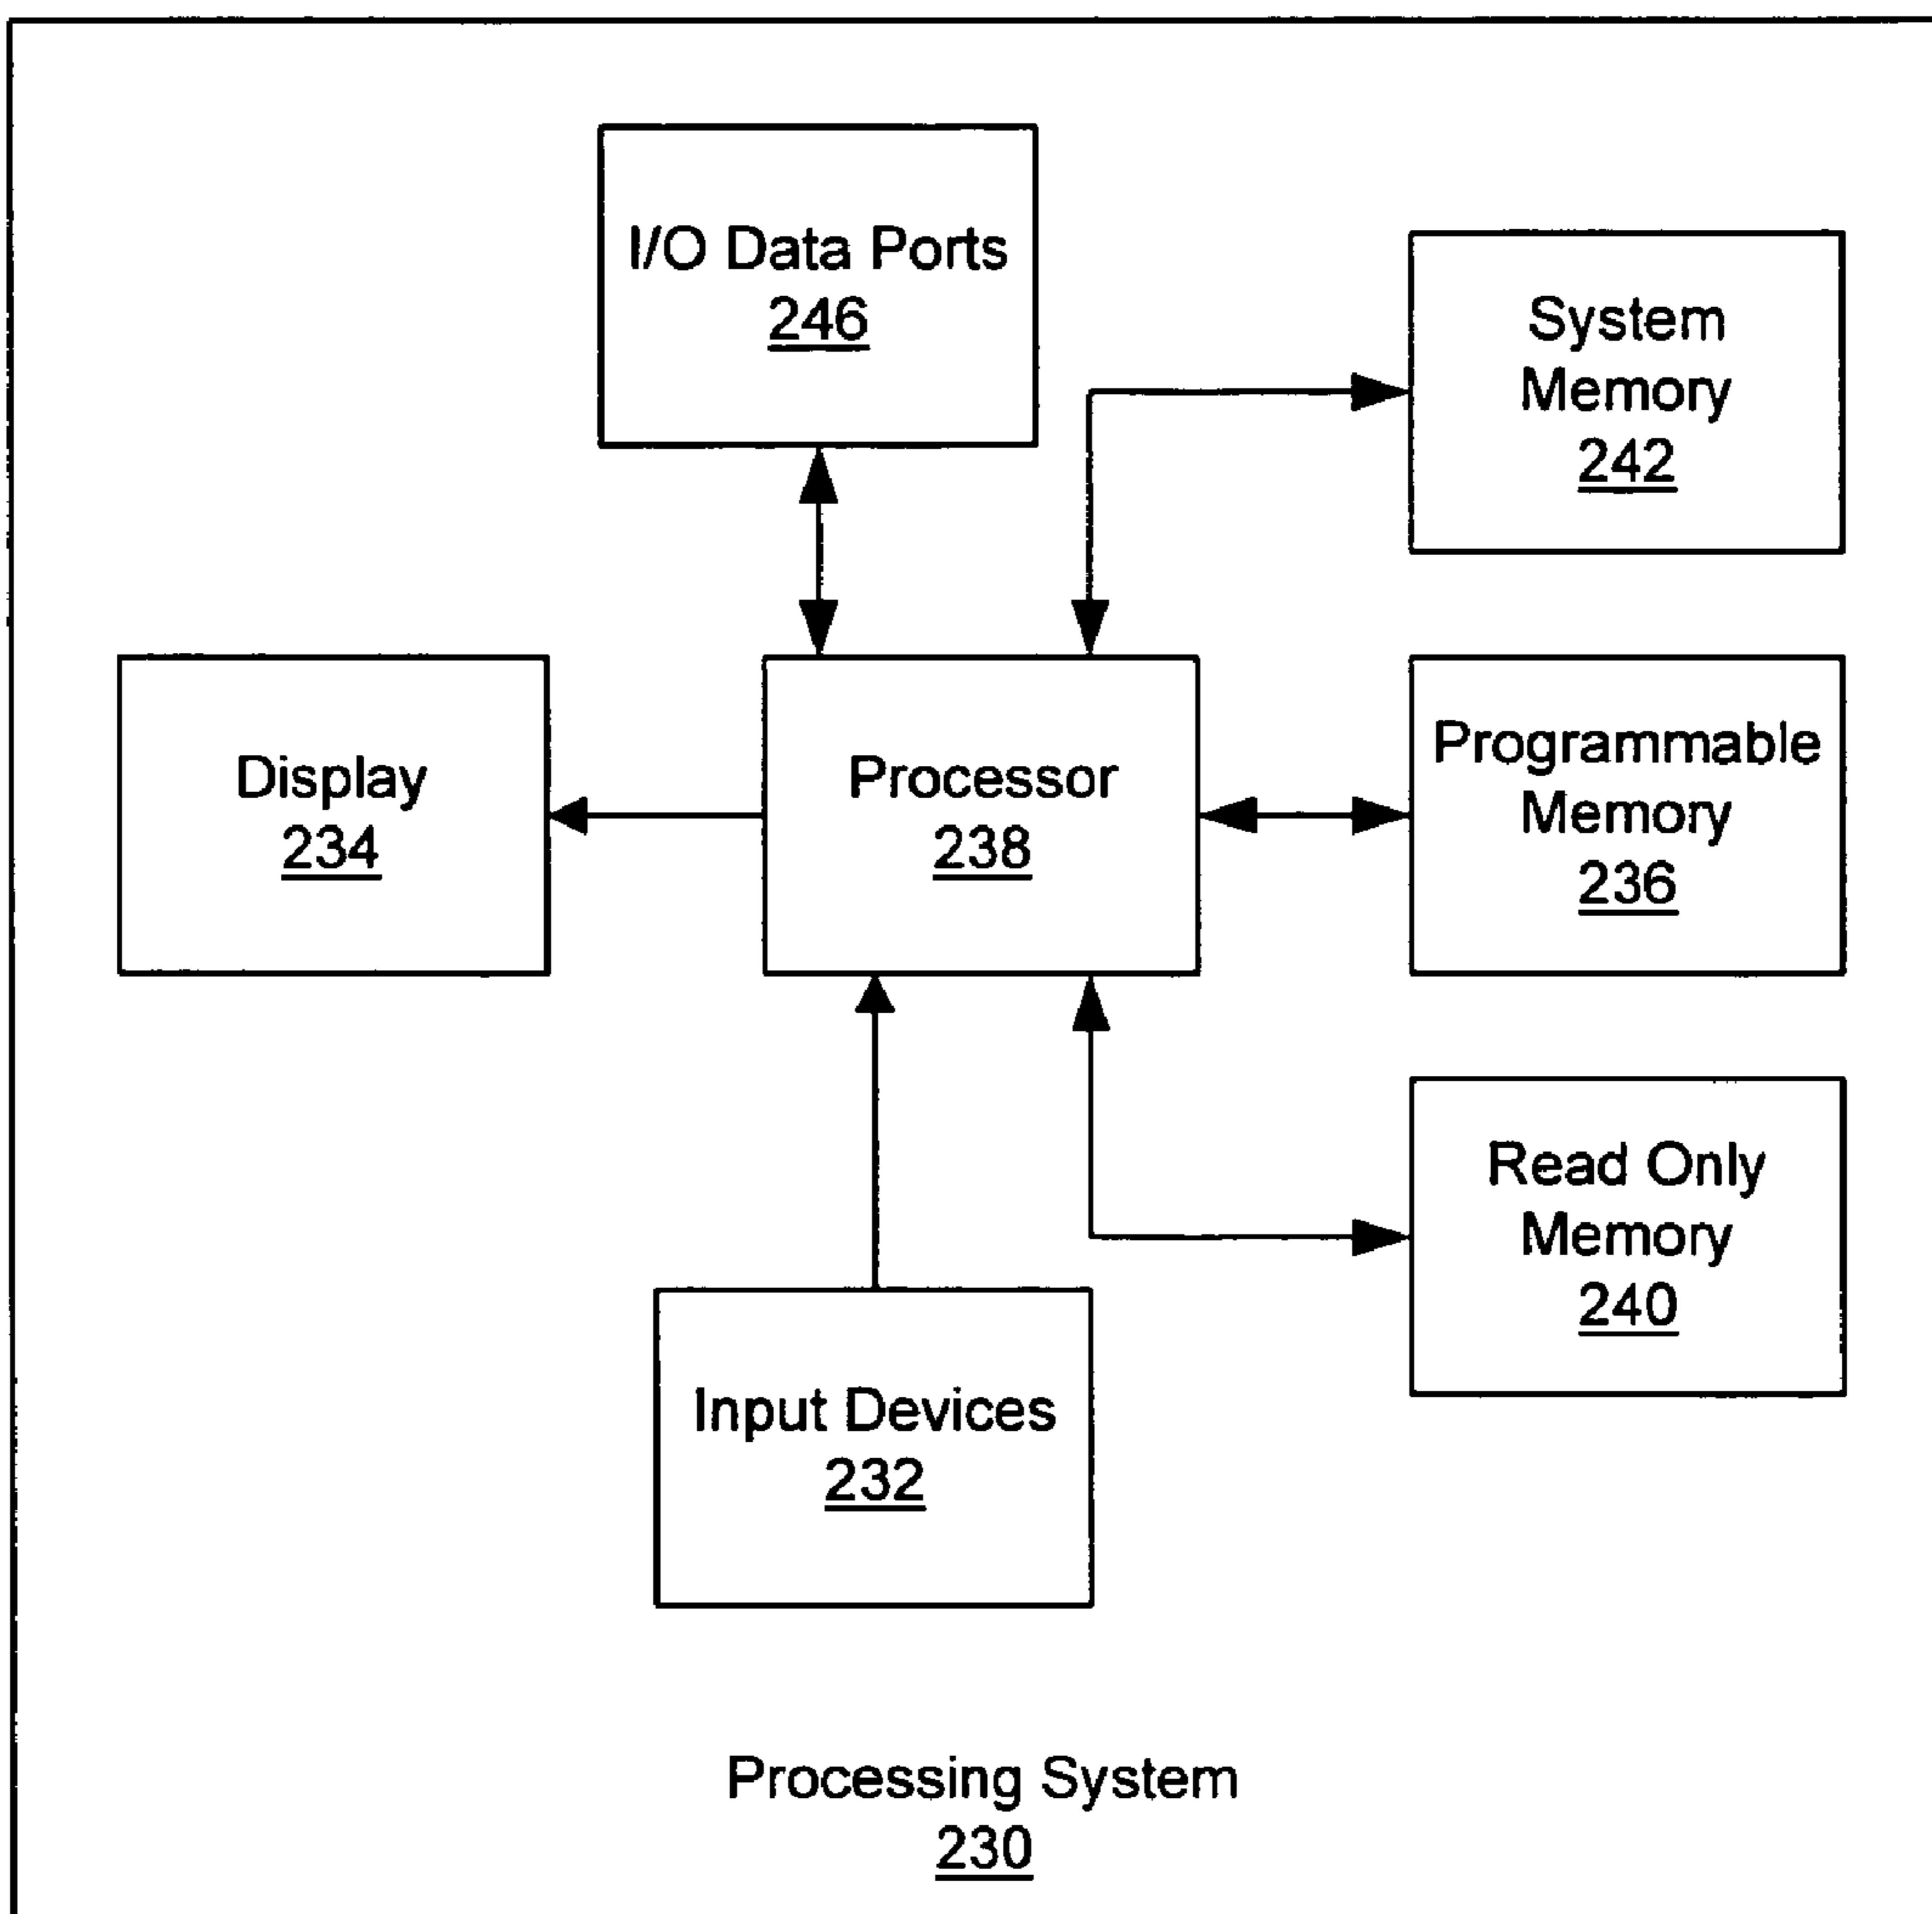 I/O Data Ports
246
System
Memory
242
Display
234
Processor
238
Programmable
Memory
236
Read Only
Memory
240
Input Devices
232
Processing System
230